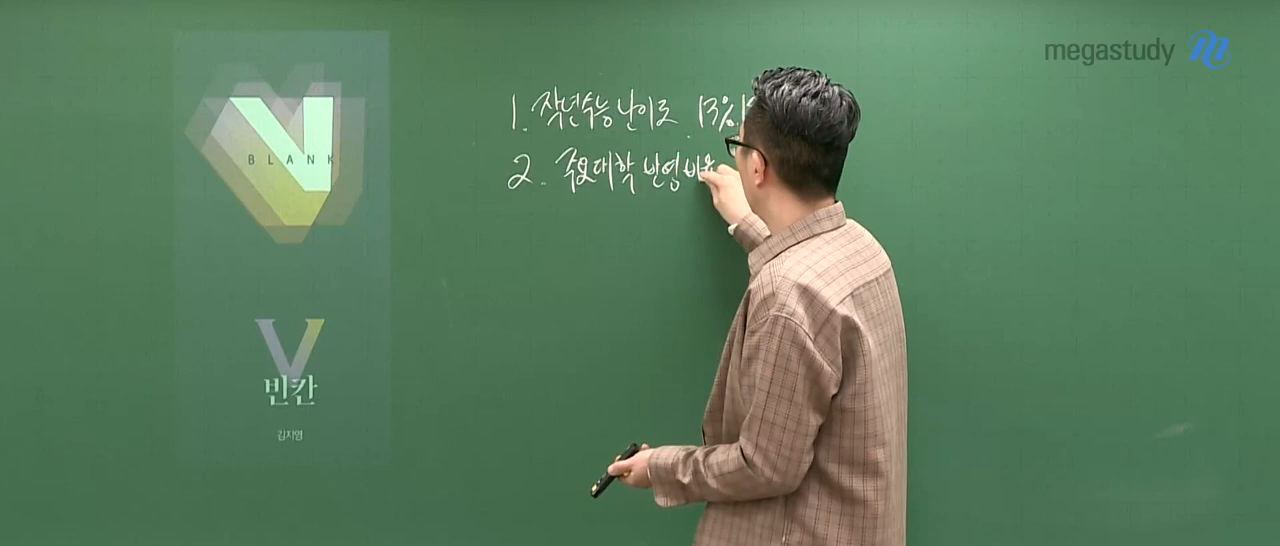 megastudy
V
BLANK
V
빈칸
김지영
1. 작년수능 난이도 13%, 1
2. 주요대학 반영비율